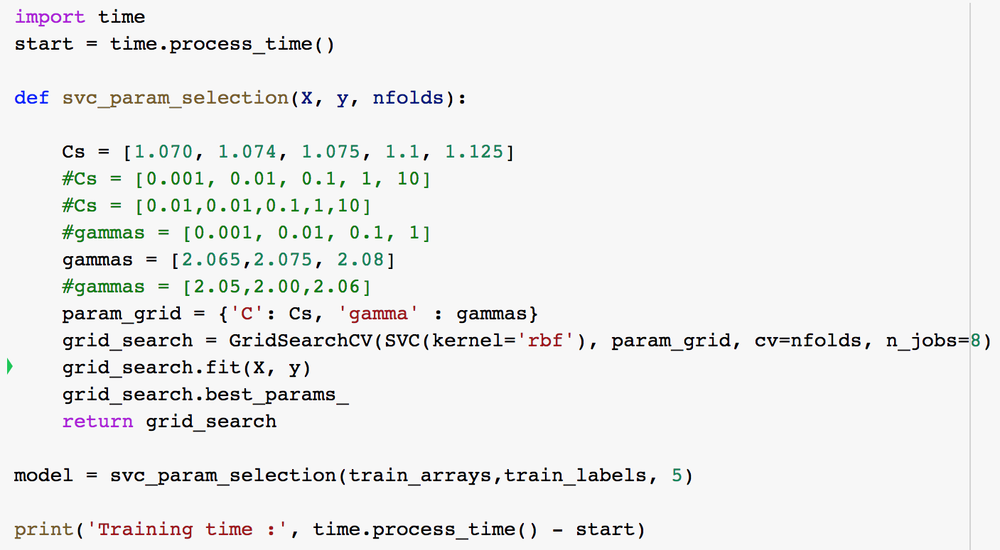 import time
start = time.process_time()
def svc_param_selection(X, y, nfolds):
Cs = [1.070, 1.074, 1.075, 1.1, 1.125]
#Cs = [0.001, 0.01, 0.1, 1, 10]
#Cs = [0.01,0.01,0.1,1,10]
#gammas = [0.001, 0.01, 0.1, 1]
gammas = [2.065,2.075, 2.08]
#gammas = [2.05,2.00,2.06]
param_grid = {'C': Cs, 'gamma' : gammas}
grid_search = GridSearchCV(SVC(kernel='rbf'), param_grid, cv=nfolds, n_jobs=8)
grid_search.fit(X, y)
grid_search.best_params_
return grid_search
model = svc_param_selection(train_arrays,train_labels, 5)
print('Training time :', time.process_time() - start)